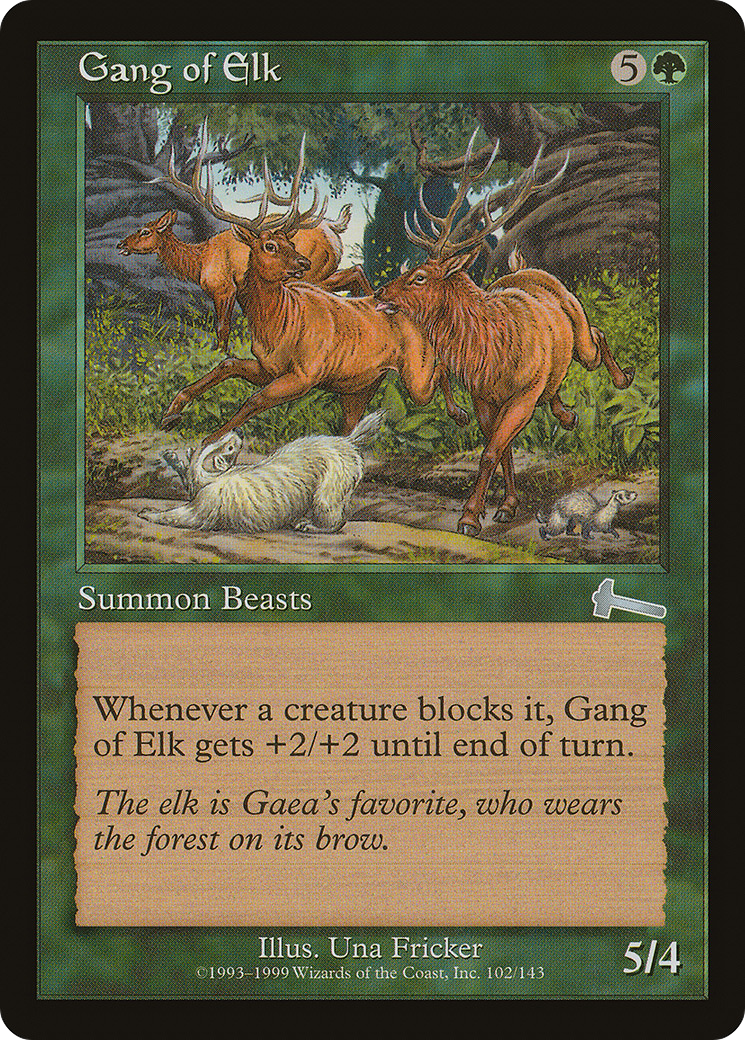 Gang of Elk 5
Summon Beasts
Whenever a creature blocks it, Gang
of Elk gets +2/+2 until end of turn.
The elk is Gaea's favorite, who wears
the forest on its brow.
Illus. Una Fricker
©1993–1999 Wizards of the Coast, Inc. 102/143
5/4